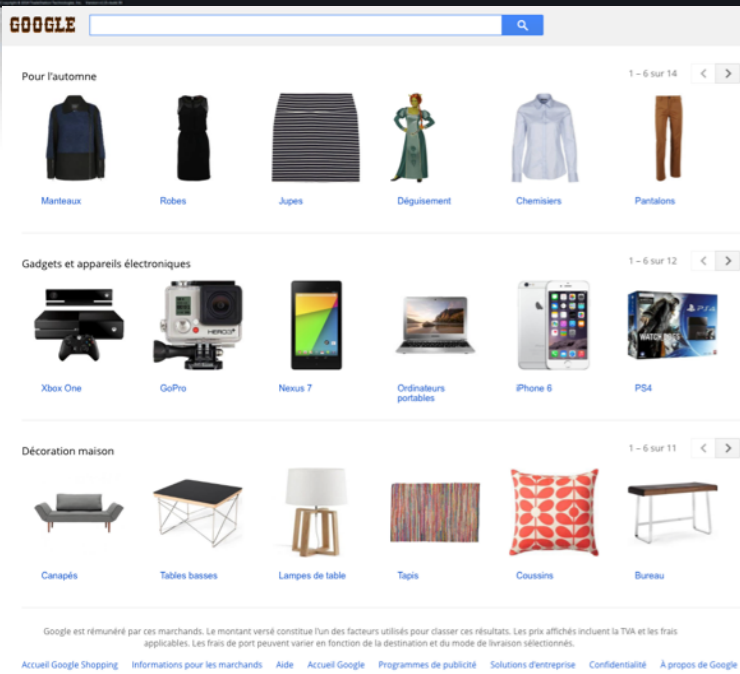 GOOGLE
Pour l'automne
1 – 6 sur 14
Manteaux
Robes
Jupes
Déguisement
Chemisiers
Pantalons
Gadgets et appareils électroniques
1 – 6 sur 12
HERO3+
PS4
WATCH DOGS
Xbox One
GoPro
Nexus 7
Ordinateurs
portables
iPhone 6
PS4
Décoration maison
1 – 6 sur 11
Canapés
Tables basses
Lampes de table
Tapis
Coussins
Bureau
Google est rémunéré par ces marchands. Le montant versé constitue l'un des facteurs utilisés pour classer ces résultats. Les prix affichés incluent la TVA et les frais
applicables. Les frais de port peuvent varier en fonction de la destination et du mode de livraison sélectionnés.
Accueil Google Shopping Informations pour les marchands Aide Accueil Google Programmes de publicité Solutions d'entreprise Confidentialité À propos de Google